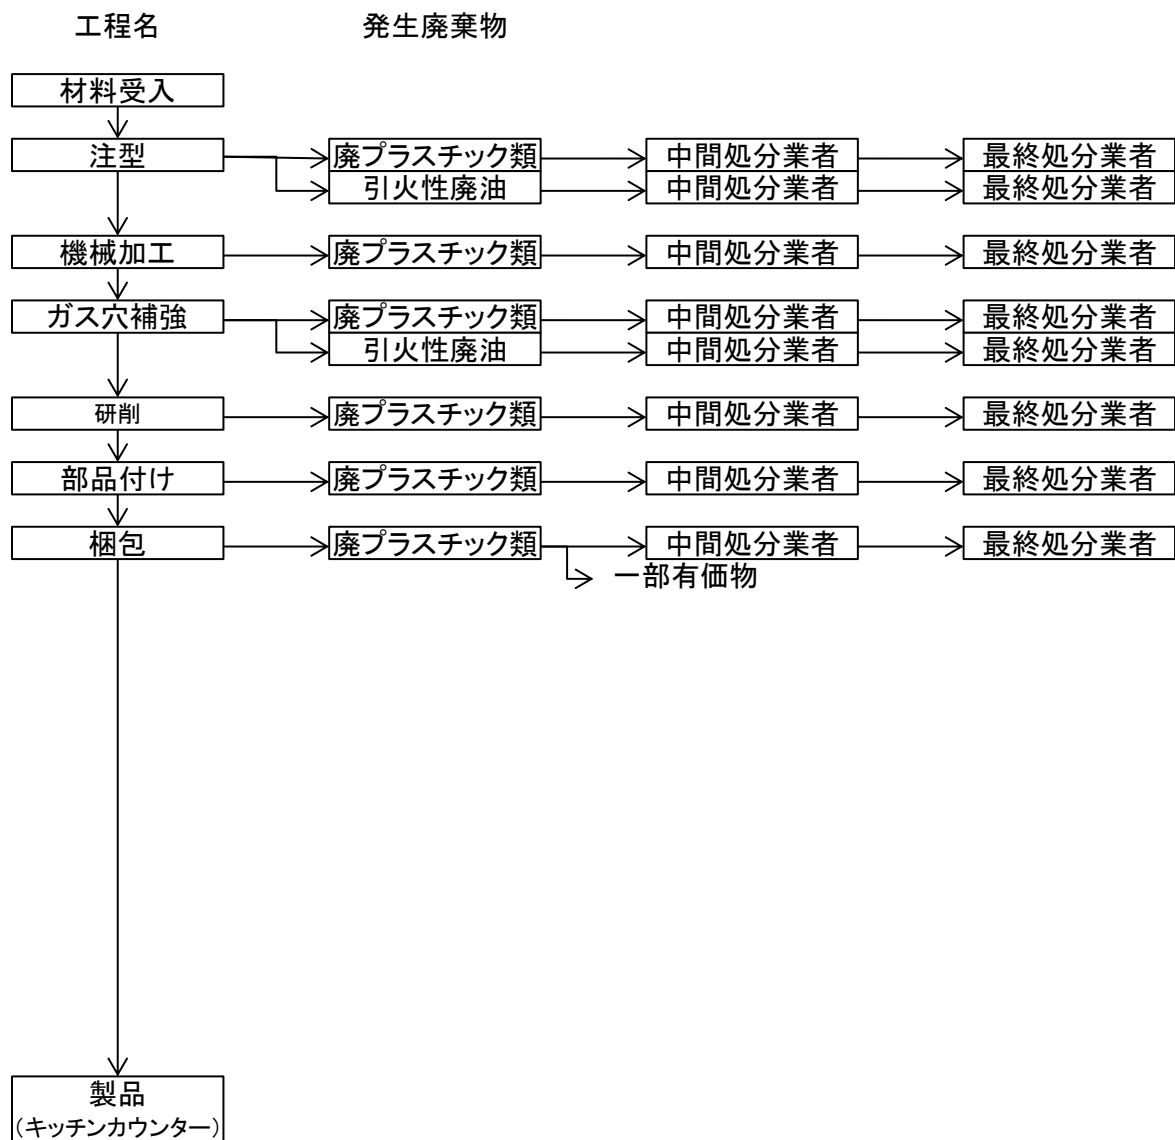 工程名 発生廃棄物
材料受入
注型 廃プラスチック類 中間処分業者 最終処分業者
引火性廃油 中間処分業者 最終処分業者
機械加工 廃プラスチック類 中間処分業者 最終処分業者
ガス穴補強 廃プラスチック類 中間処分業者 最終処分業者
引火性廃油 中間処分業者 最終処分業者
研削 廃プラスチック類 中間処分業者 最終処分業者
部品付け 廃プラスチック類 中間処分業者 最終処分業者
梱包 廃プラスチック類 中間処分業者 最終処分業者
一部有価物
製品
(キッチンカウンター)